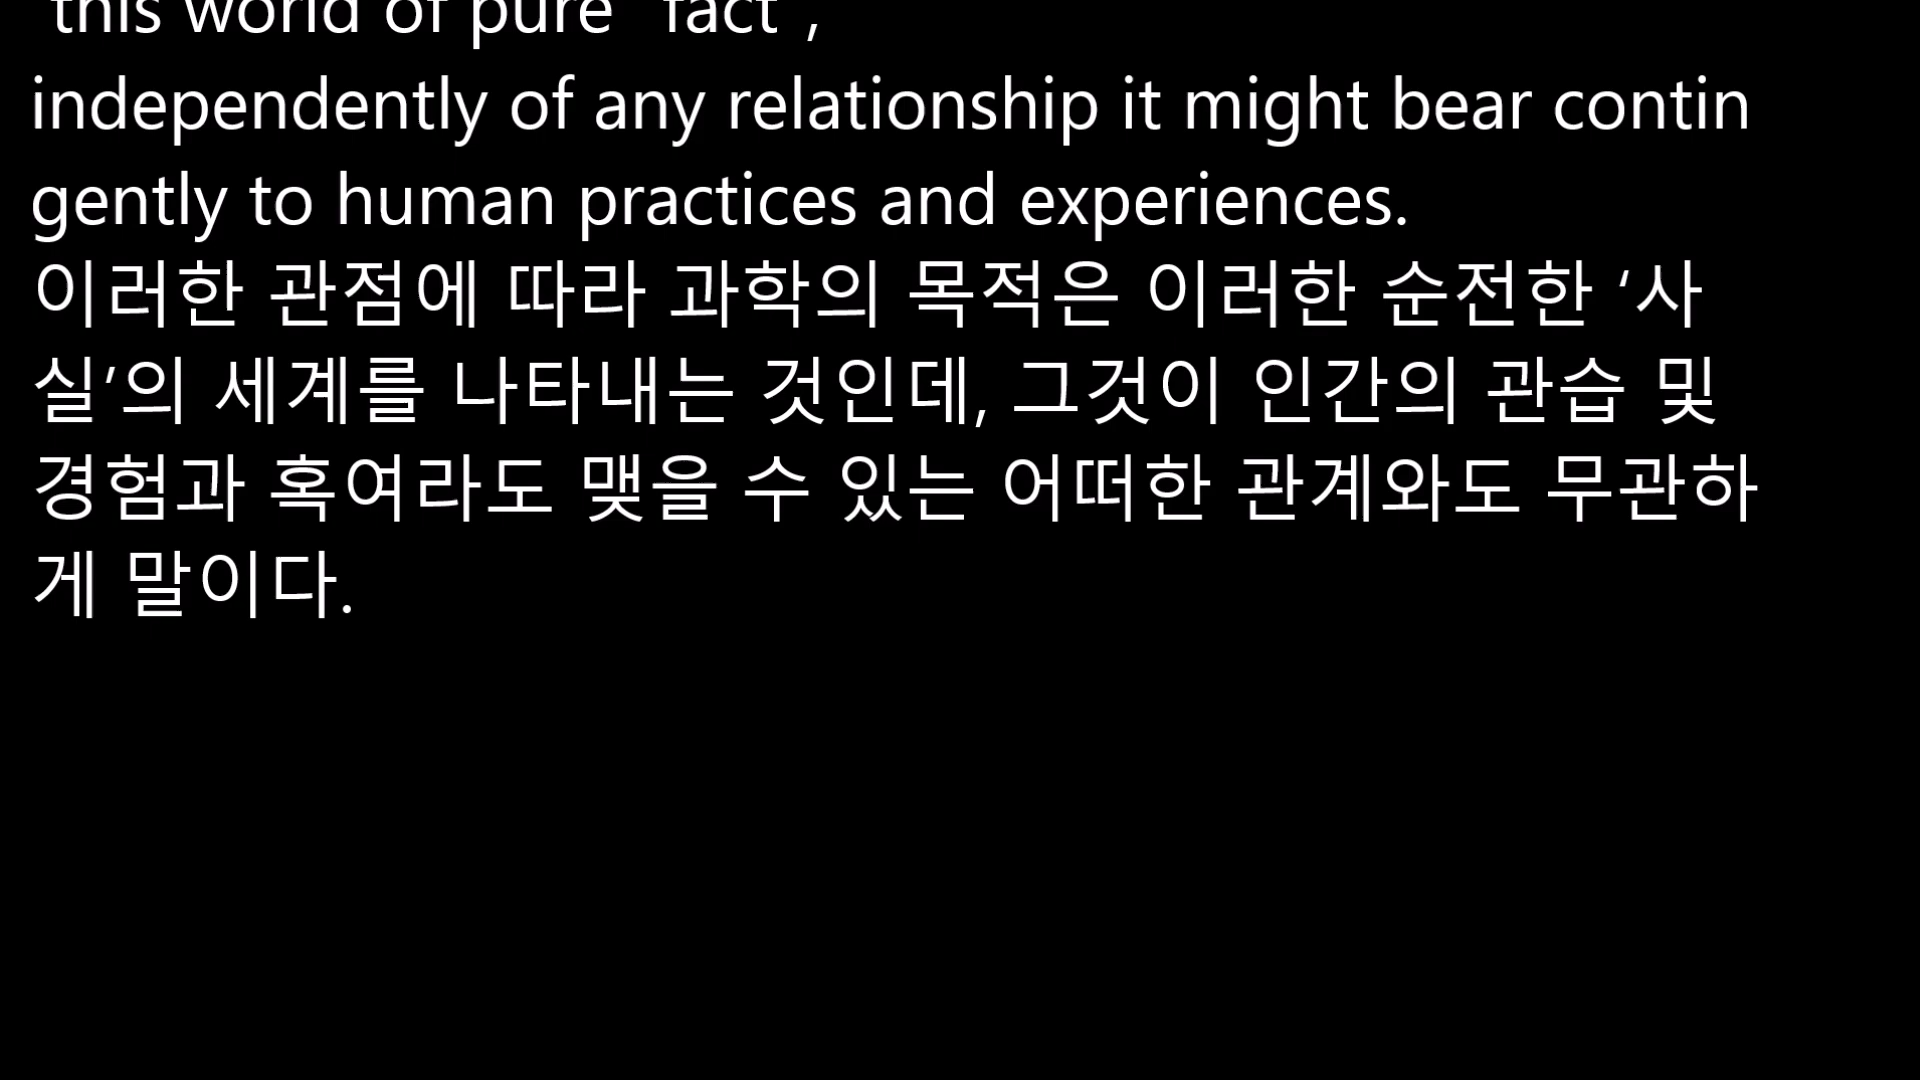 this world of pure "fact",
independently of any relationship it might bear contin
gently to human practices and experiences.
이러한 관점에 따라 과학의 목적은 이러한 순전한 ‘사
실’의 세계를 나타내는 것인데, 그것이 인간의 관습 및
경험과 혹여라도 맺을 수 있는 어떠한 관계와도 무관하
게 말이다.